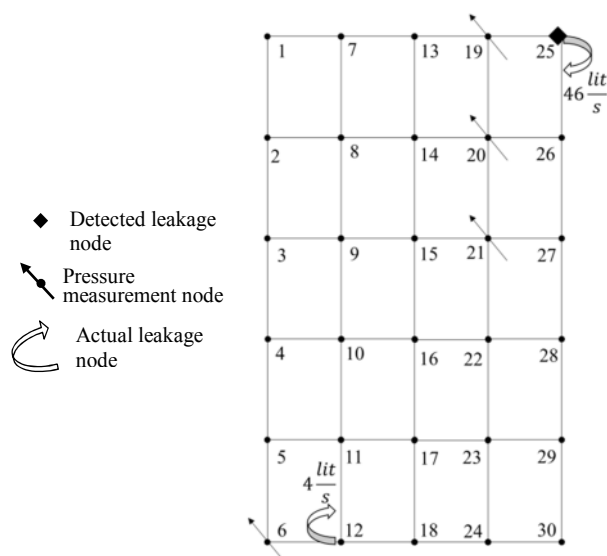 1 7 13 19 25
46 lit/s
2 8 14 20 26
Detected leakage
node
3 9 15 21 27
Pressure
measurement node
Actual leakage
node
4 10 16 22 28
5 11 17 23 29
4 lit/s
6 12 18 24 30